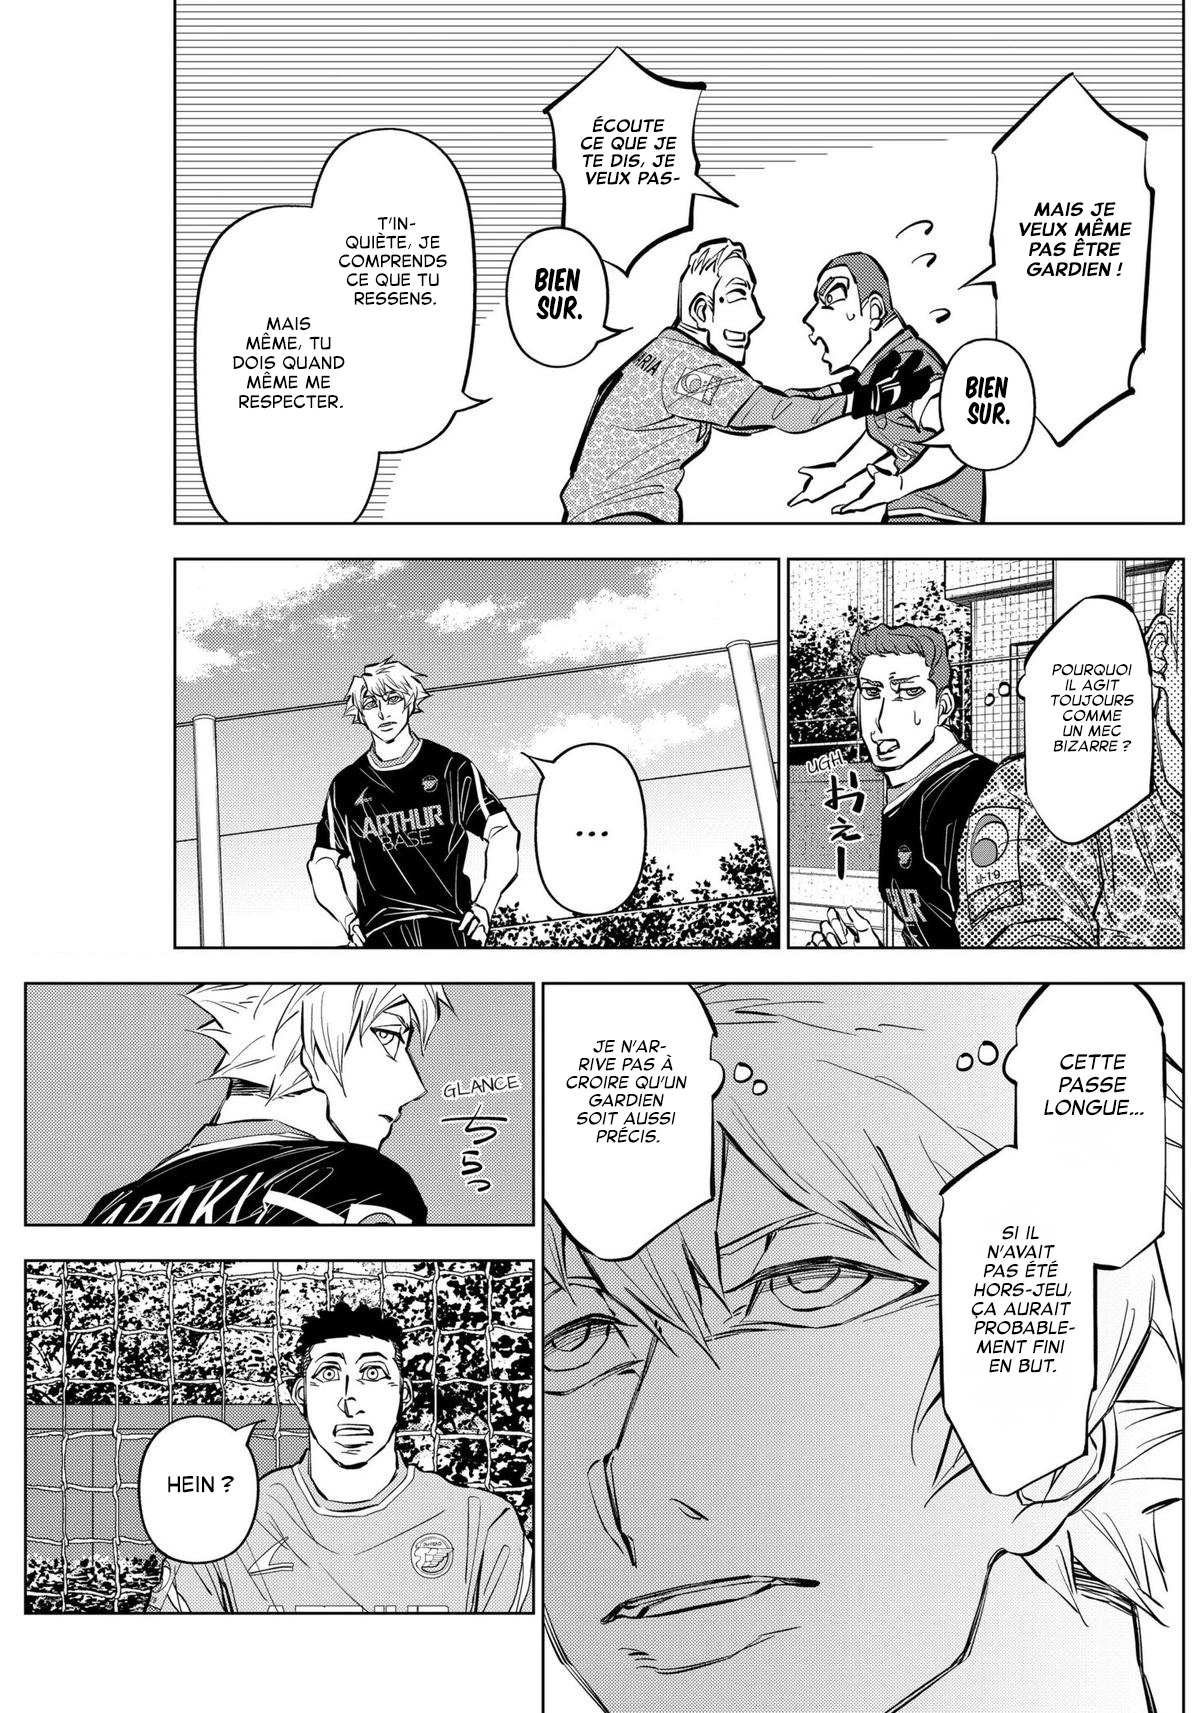 MAIS JE
VEUX MÊME
PAS ÊTRE
GARDIEN !
BIEN
SUR.
ÉCOUTE
CE QUE JE
TE DIS, JE
VEUX PAS-
BIEN
SUR.
T'IN-
QUIÈTE, JE
COMPRENDS
CE QUE TU
RESSENS.
MAIS
MÊME, TU
DOIS QUAND
MÊME ME
RESPECTER.
ARIA
POURQUOI
IL AGIT
TOUJOURS
COMME
UN MEC
BIZARRE ?
UGH
おえー
...
ARTHUR
BASE
CETTE
PASSE
LONGUE...
SI IL
N'AVAIT
PAS ÉTÉ
HORS-JEU,
ÇA AURAIT
PROBABLE-
MENT FINI
EN BUT.
JE N'AR-
RIVE PAS À
CROIRE QU'UN
GARDIEN
SOIT AUSSI
PRÉCIS.
GLANCE
ちらっ
HEIN ?